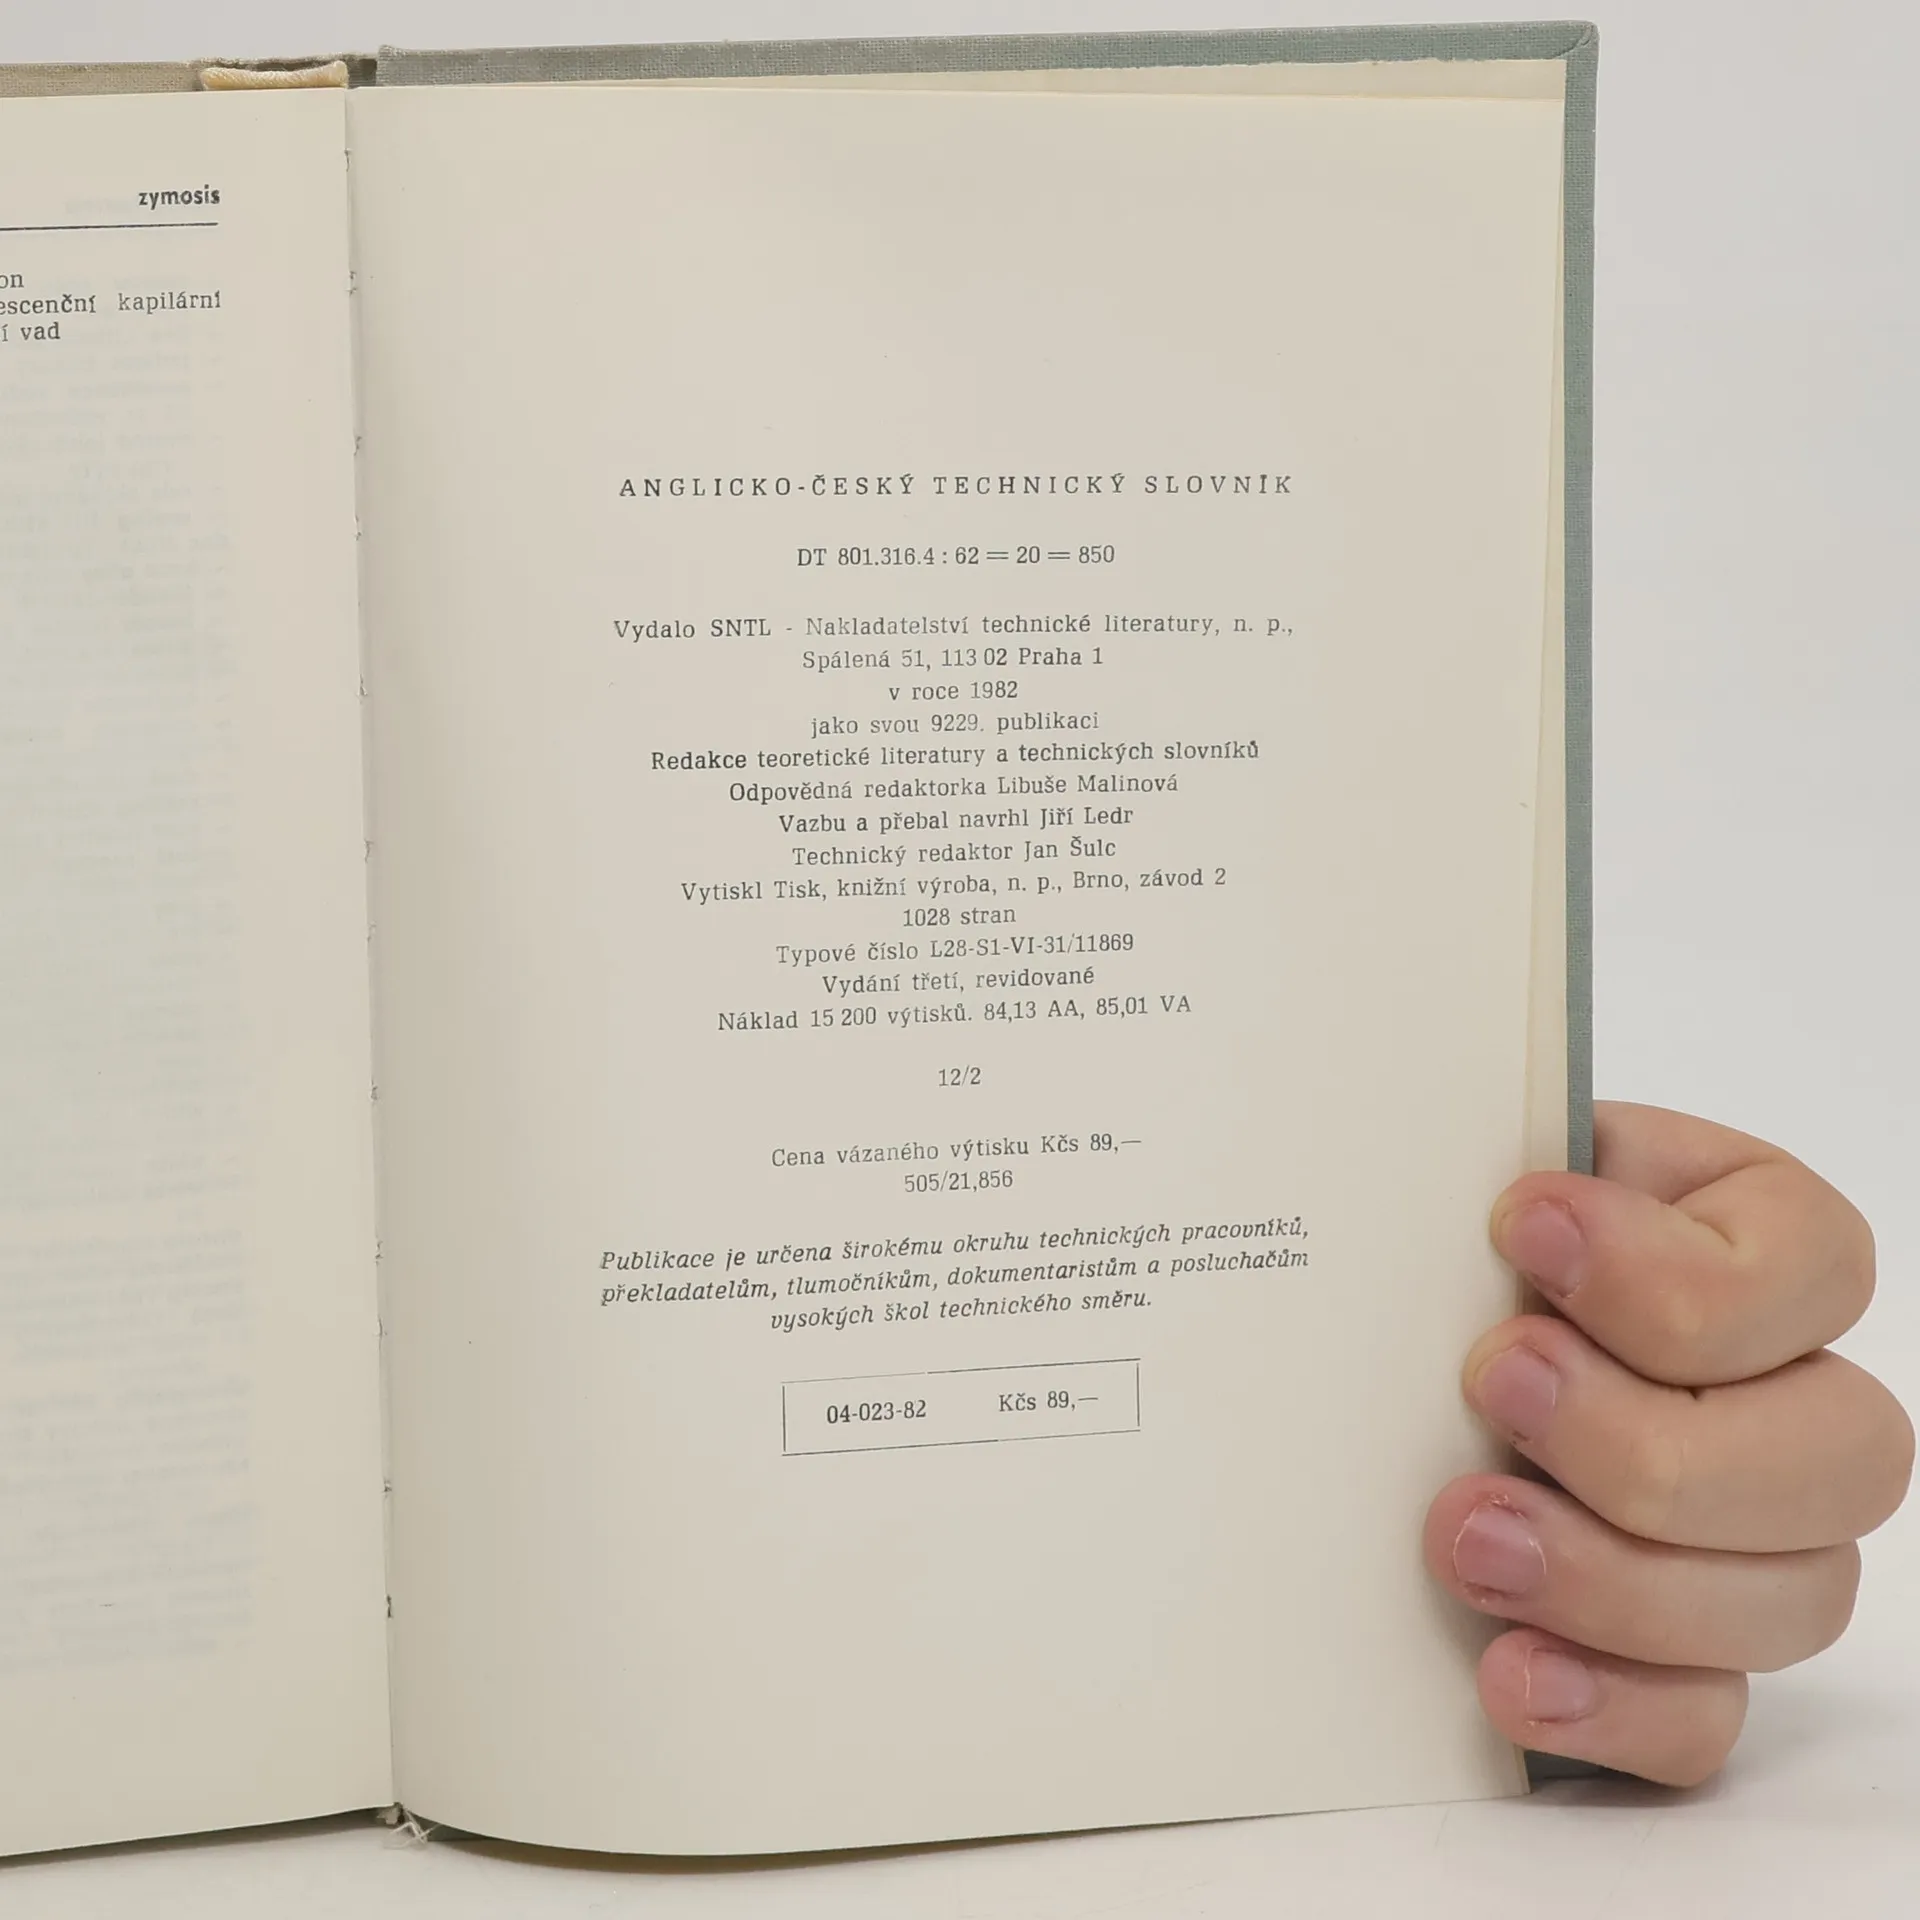 zymosis
kapilární
vad
ANGLICKO-ČESKÝ TECHNICKÝ SLOVNÍK
DT 801.316.4 : 62 = 20 = 850
Vydalo SNTL - Nakladatelství technické literatury, n. p.,
Spálená 51, 113 02 Praha 1
v roce 1982
jako svou 9229. publikaci
Redakce teoretické literatury a technických slovníků
Odpovědná redaktorka Libuše Malinová
Vazbu a přebal navrhl Jiří Ledr
Technický redaktor Jan Šulc
Vytiskl Tisk, knižní výroba, n. p., Brno, závod 2
1028 stran
Typové číslo L28-S1-VI-31/11869
Vydání třetí, revidované
Náklad 15 200 výtisků. 84,13 AA, 85,01 VA
12/2
Cena vázaného výtisku Kčs 89,—
505/21,856
Publikace je určena širokému okruhu technických pracovníků,
překladatelům, tlumočníkům, dokumentaristům a posluchačům
vysokých škol technického směru.
04-023-82 Kčs 89,—